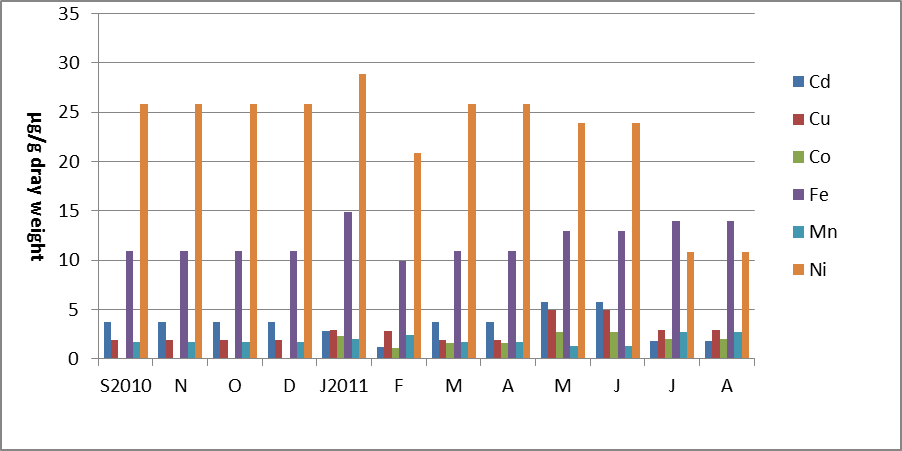 35
30
25
20
15
10
5
0
µg/g dray weight
S2010 N O D J2011 F M A M J J A
Cd
Cu
Co
Fe
Mn
Ni